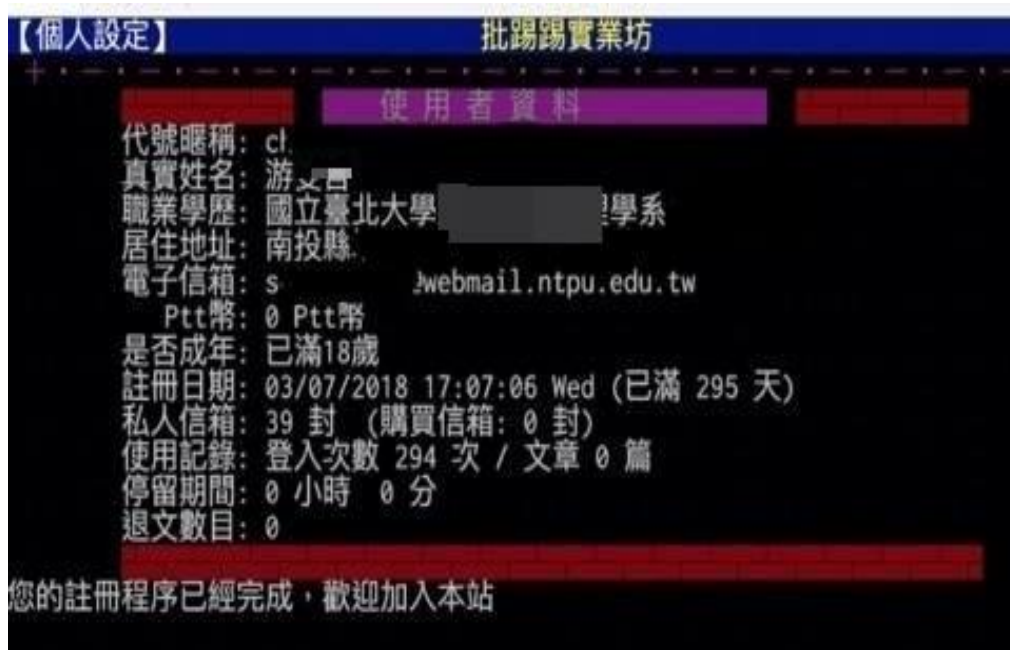 【個人設定】 批踢踢實業坊
使用者資料
代號暱稱: c
真實姓名: 游
職業學歷: 國立臺北大學 學系
居住地址: 南投縣
電子信箱: s @webmail.ntpu.edu.tw
Ptt幣: 0 Ptt幣
是否成年: 已滿18歲
註冊日期: 03/07/2018 17:07:06 Wed (已滿 295 天)
私人信箱: 39 封 (購買信箱: 0 封)
使用記錄: 登入次數 294 次 / 文章 0 篇
停留期間: 0 小時 0 分
退文數目: 0
您的註冊程序已經完成，歡迎加入本站